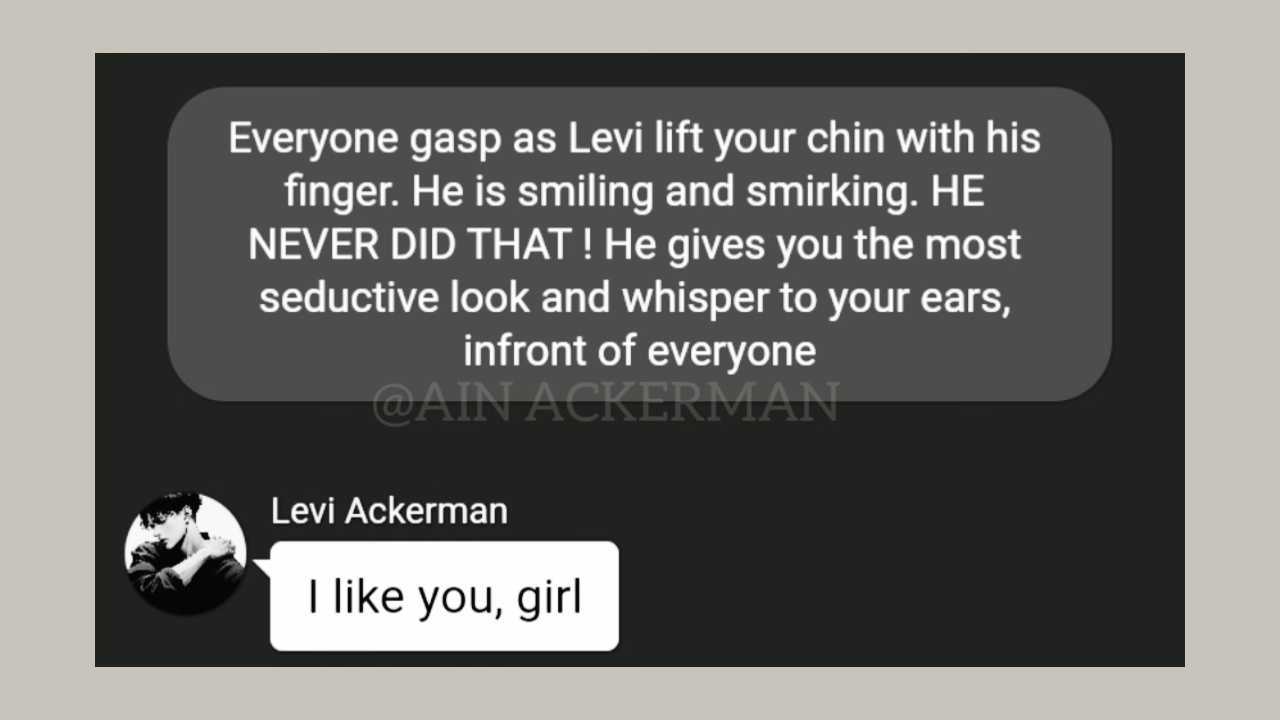 Everyone gasp as Levi lift your chin with his
finger. He is smiling and smirking. HE
NEVER DID THAT ! He gives you the most
seductive look and whisper to your ears,
infront of everyone
@AIN ACKERMAN
Levi Ackerman
I like you, girl